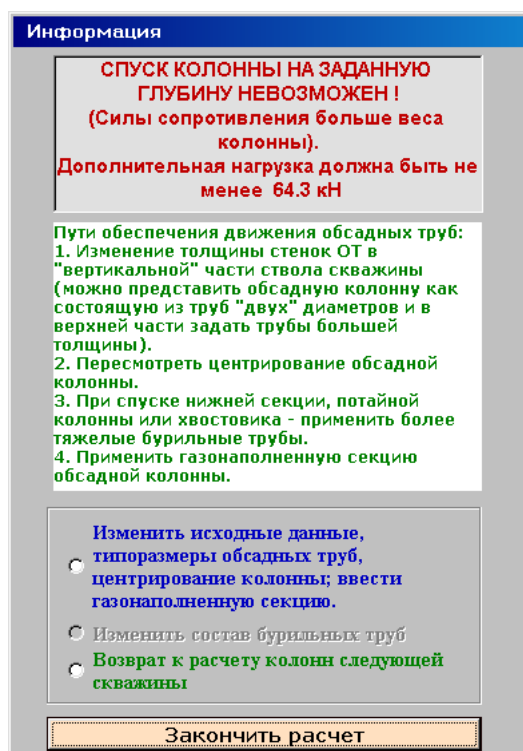 Информация
СПУСК КОЛОННЫ НА ЗАДАННУЮ
ГЛУБИНУ НЕВОЗМОЖЕН !
(Силы сопротивления больше веса
колонны).
Дополнительная нагрузка должна быть не
менее 64.3 кН
Пути обеспечения движения обсадных труб:
1. Изменение толщины стенок ОТ в
"вертикальной" части ствола скважины
(можно представить обсадную колонну как
состоящую из труб "двух" диаметров и в
верхней части задать трубы большей
толщины).
2. Пересмотреть центрирование обсадной
колонны.
3. При спуске нижней секции, потайной
колонны или хвостовика - применить более
тяжелые бурильные трубы.
4. Применить газонаполненную секцию
обсадной колонны.
Изменить исходные данные,
типоразмеры обсадных труб,
центрирование колонны; ввести
газонаполненную секцию.
Изменить состав бурильных труб
Возврат к расчету колонн следующей
скважины
Закончить расчет